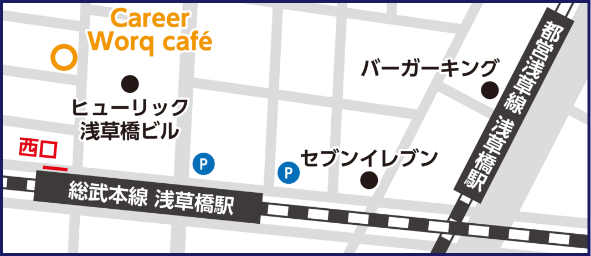 Career
Worq café
ヒューリック
浅草橋ビル
バーガーキング
都営浅草線 浅草橋駅
西口
P
P
セブンイレブン
総武本線 浅草橋駅